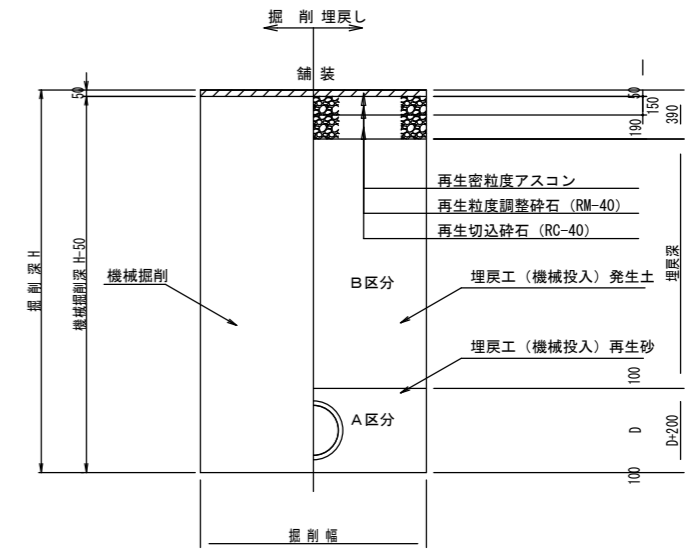 掘 削 埋戻し
舗 装
50
50
150
190
390
再生密粒度アスコン
再生粒度調整砕石 (RM-40)
再生切込砕石 (RC-40)
掘 削 深 H
機械掘削深 H-50
機械掘削
B区分
埋戻工（機械投入）発生土
埋戻深
埋戻工（機械投入）再生砂
100
A区分
D
D+200
100
掘 削 幅